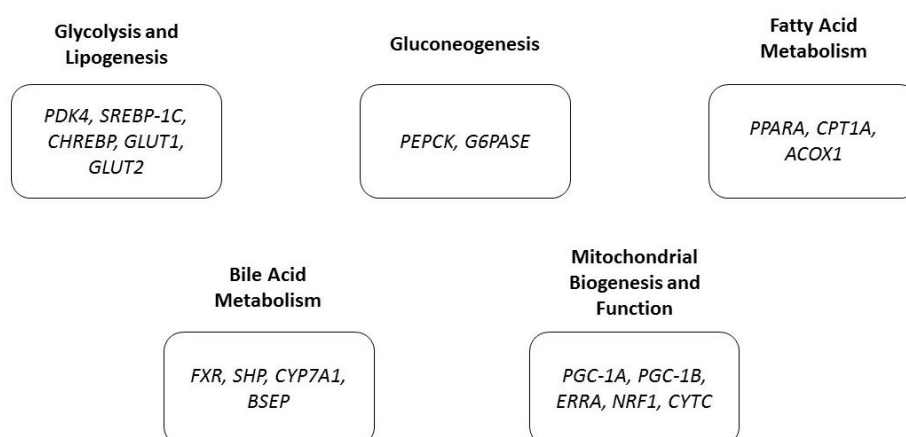 Glycolysis and
Lipogenesis
PDK4, SREBP-1C,
CHREBP, GLUT1,
GLUT2
Gluconeogenesis
PEPCK, G6PASE
Fatty Acid
Metabolism
PPARA, CPT1A,
ACOX1
Bile Acid
Metabolism
FXR, SHP, CYP7A1,
BSEP
Mitochondrial
Biogenesis and
Function
PGC-1A, PGC-1B,
ERRA, NRF1, CYTC